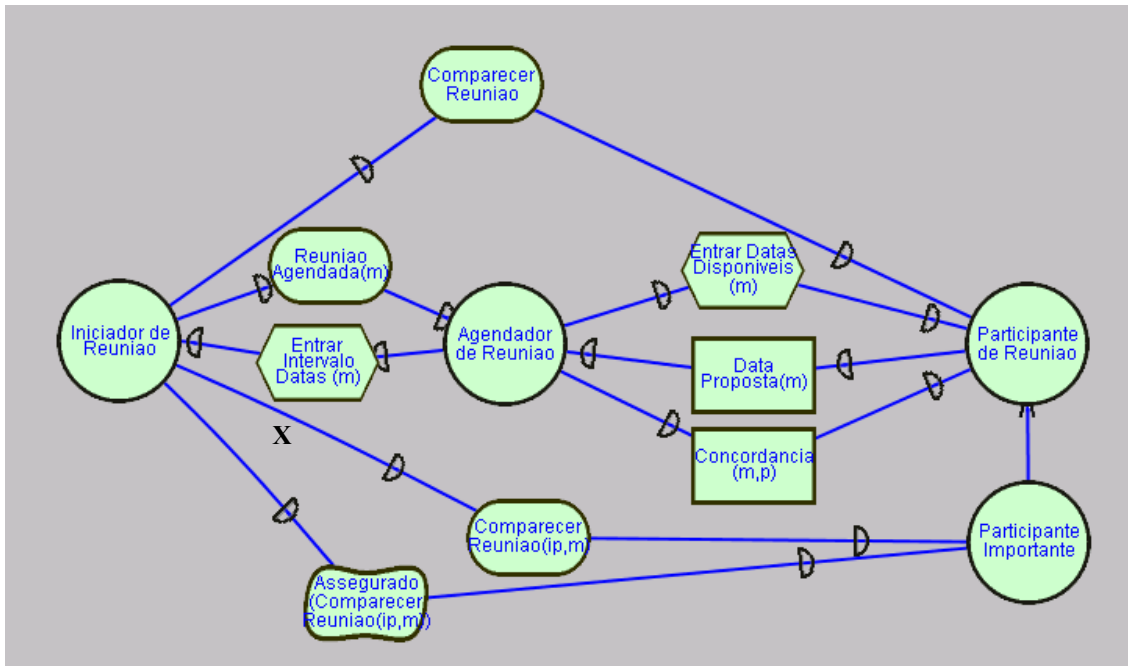 Comparecer
Reuniao
Reuniao
Agendada(m)
Entrar Datas
Disponiveis
(m)
Iniciador de
Reuniao
Entrar
Intervalo
Datas (m)
Agendador
de Reuniao
Data
Proposta(m)
Participante
de Reuniao
X
Concordancia
(m,p)
Comparecer
Reuniao(ip,m)
Participante
Importante
Assegurado
(Comparecer
Reuniao(ip,m))